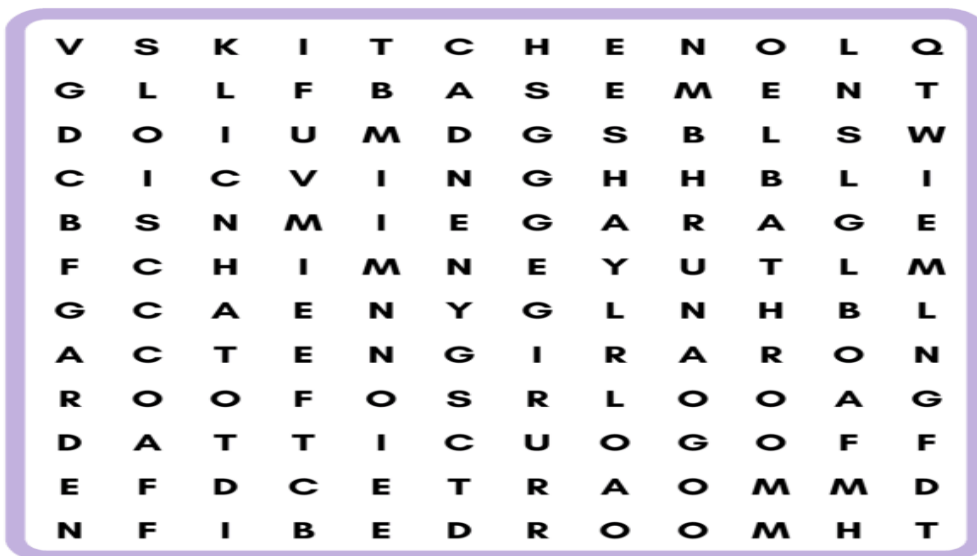 V S K I T C H E N O L Q
G L L F B A S E M E N T
D O I U M D G S B L S W
C I C V I N G H H B L I
B S N M I E G A R A G E
F C H I M N E Y U T L M
G C A E N Y G L N H B L
A C T E N G I R A R O N
R O O F O S R L O O A G
D A T T I C U O G O F F
E F D C E T R A O M M D
N F I B E D R O O M H T